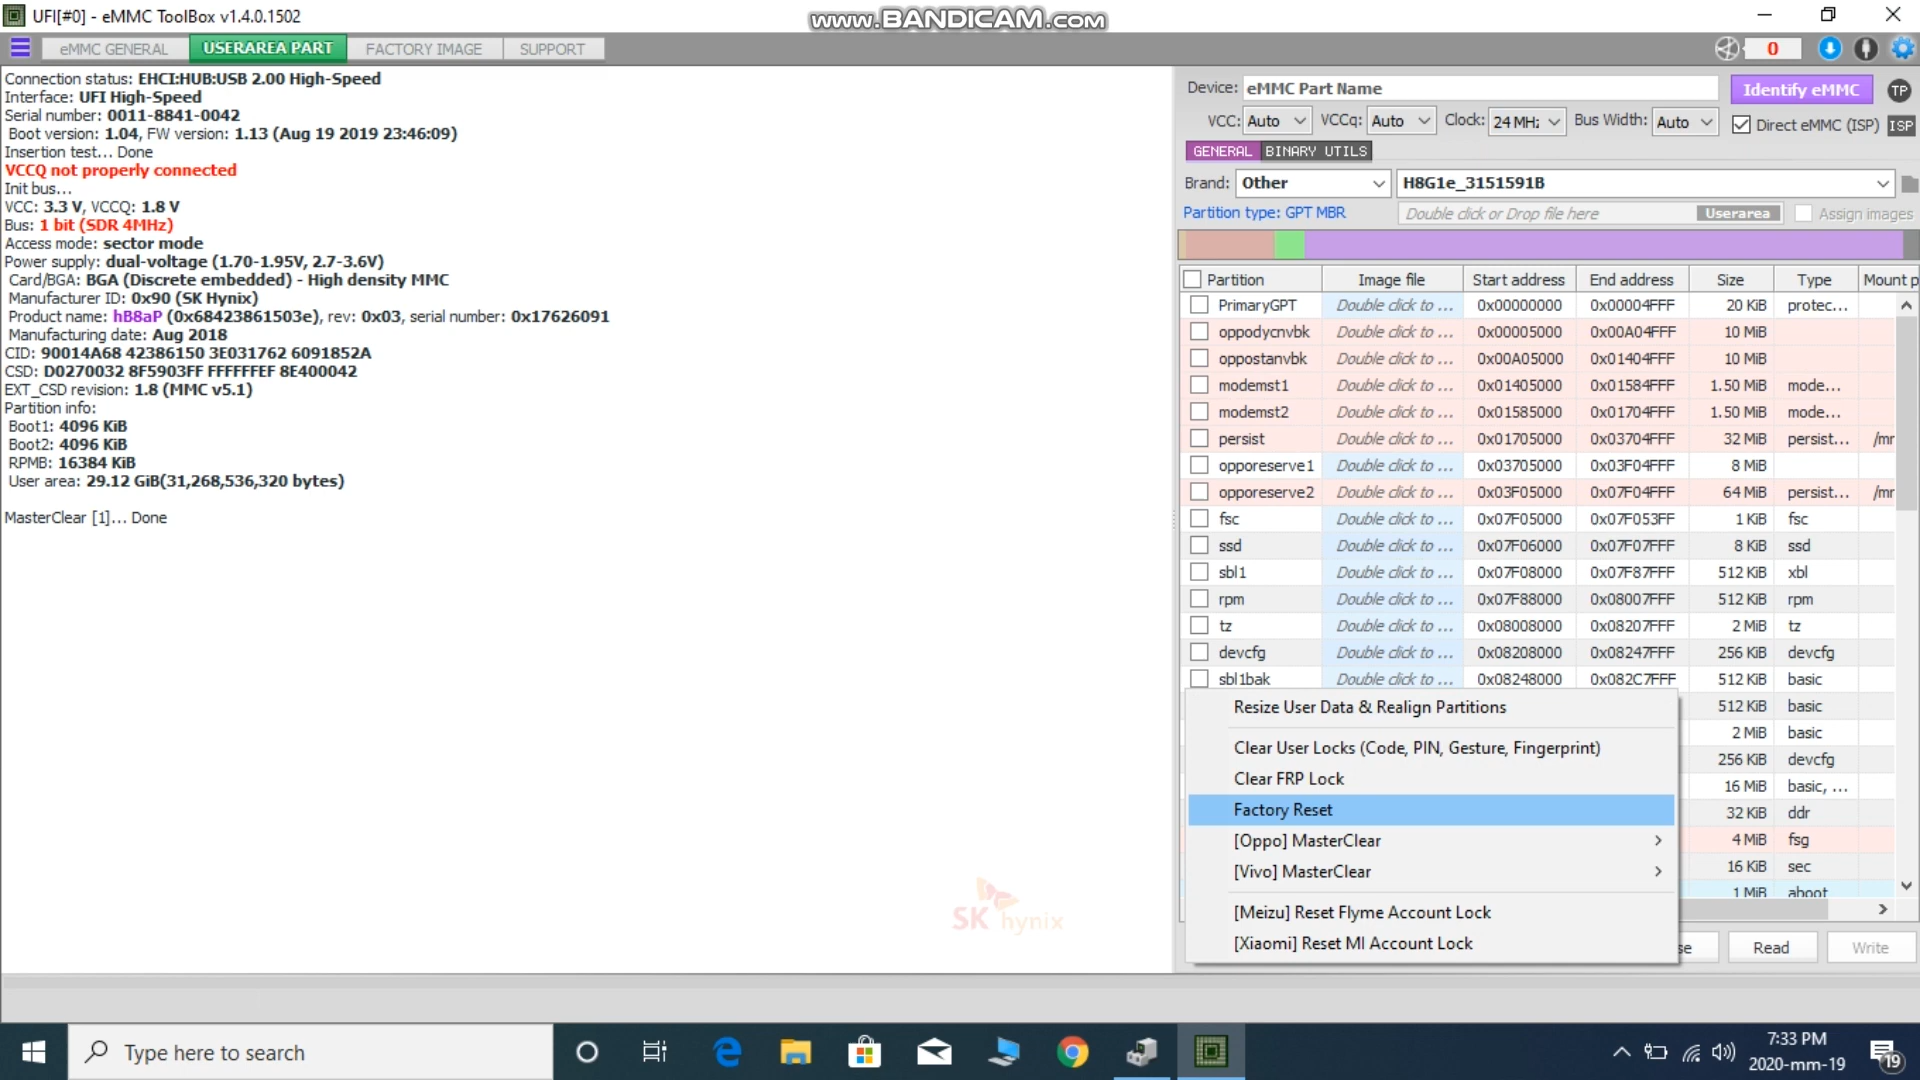 UFI[#0] - eMMC ToolBox v1.4.0.1502
www.BANDICAM.com
eMMC GENERAL
USERAREA PART
FACTORY IMAGE
SUPPORT
0
Connection status: EHCI:HUB:USB 2.00 High-Speed
Interface: UFI High-Speed
Serial number: 0011-8841-0042
Boot version: 1.04, FW version: 1.13 (Aug 19 2019 23:46:09)
Insertion test... Done
VCCQ not properly connected
Init bus...
VCC: 3.3 V, VCCQ: 1.8 V
Bus: 1 bit (SDR 4MHz)
Access mode: sector mode
Power supply: dual-voltage (1.70-1.95V, 2.7-3.6V)
Card/BGA: BGA (Discrete embedded) - High density MMC
Manufacturer ID: 0x90 (SK Hynix)
Product name: hB8aP (0x68423861503e), rev: 0x03, serial number: 0x17626091
Manufacturing date: Aug 2018
CID: 90014A68 42386150 3E031762 6091852A
CSD: D0270032 8F5903FF FFFFFFEF 8E400042
EXT_CSD revision: 1.8 (MMC v5.1)
Partition info:
Boot1: 4096 KiB
Boot2: 4096 KiB
RPMB: 16384 KiB
User area: 29.12 GiB(31,268,536,320 bytes)
MasterClear [1]... Done
SK hynix
Device: eMMC Part Name Identify eMMC TP
VCC: Auto VCCq: Auto Clock: 24 MHz Bus Width: Auto Direct eMMC (ISP) ISP
GENERAL BINARY UTILS
Brand: Other H8G1e_3151591B
Partition type: GPT MBR Double click or Drop file here Userarea Assign images
Partition Image file Start address End address Size Type Mount p
PrimaryGPT Double click to ... 0x00000000 0x00004FFF 20 KiB protec...
oppodycnvbk Double click to ... 0x00005000 0x00A04FFF 10 MiB
oppostanvbk Double click to ... 0x00A05000 0x01404FFF 10 MiB
modemst1 Double click to ... 0x01405000 0x01584FFF 1.50 MiB mode...
modemst2 Double click to ... 0x01585000 0x01704FFF 1.50 MiB mode...
persist Double click to ... 0x01705000 0x03704FFF 32 MiB persist... /mr
opporeserve1 Double click to ... 0x03705000 0x03F04FFF 8 MiB
opporeserve2 Double click to ... 0x03F05000 0x07F04FFF 64 MiB persist... /mr
fsc Double click to ... 0x07F05000 0x07F053FF 1 KiB fsc
ssd Double click to ... 0x07F06000 0x07F07FFF 8 KiB ssd
sbl1 Double click to ... 0x07F08000 0x07F87FFF 512 KiB xbl
rpm Double click to ... 0x07F88000 0x08007FFF 512 KiB rpm
tz Double click to ... 0x08008000 0x08207FFF 2 MiB tz
devcfg Double click to ... 0x08208000 0x08247FFF 256 KiB devcfg
sbl1bak Double click to ... 0x08248000 0x082C7FFF 512 KiB basic
512 KiB basic
2 MiB basic
256 KiB devcfg
16 MiB basic, ...
32 KiB ddr
4 MiB fsg
16 KiB sec
1 MiB aboot
Resize User Data & Realign Partitions
Clear User Locks (Code, PIN, Gesture, Fingerprint)
Clear FRP Lock
Factory Reset
[Oppo] MasterClear
[Vivo] MasterClear
[Meizu] Reset Flyme Account Lock
[Xiaomi] Reset MI Account Lock
se Read Write
Type here to search
7:33 PM
2020-mm-19
19